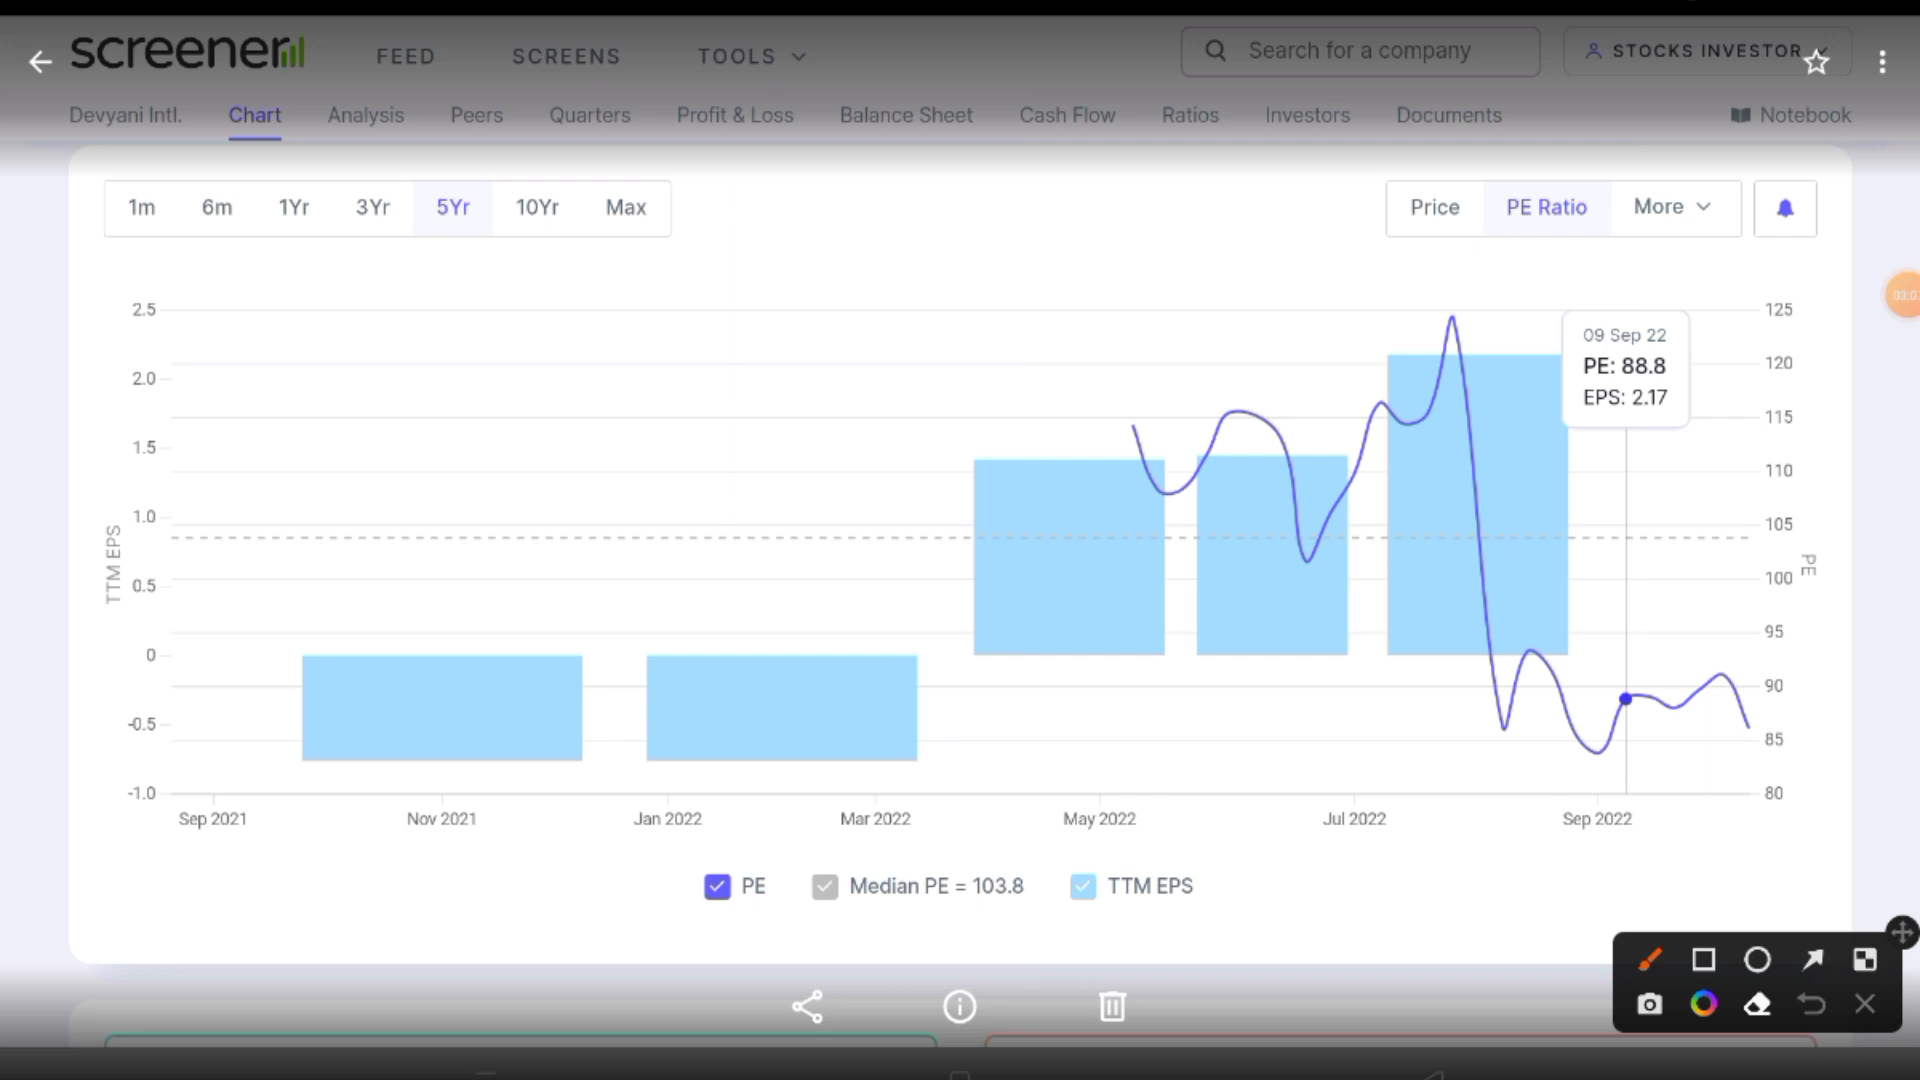 screener FEED SCREENS TOOLS Search for a company STOCKS INVESTOR
Devyani Intl. Chart Analysis Peers Quarters Profit & Loss Balance Sheet Cash Flow Ratios Investors Documents Notebook
1m 6m 1Yr 3Yr 5Yr 10Yr Max Price PE Ratio More
2.5 125
09 Sep 22
PE: 88.8
EPS: 2.17
2.0 120
115
1.5 110
1.0 105
TTM EPS
0.5 100
PE
95
0 90
-0.5 85
-1.0 80
Sep 2021 Nov 2021 Jan 2022 Mar 2022 May 2022 Jul 2022 Sep 2022
PE Median PE = 103.8 TTM EPS